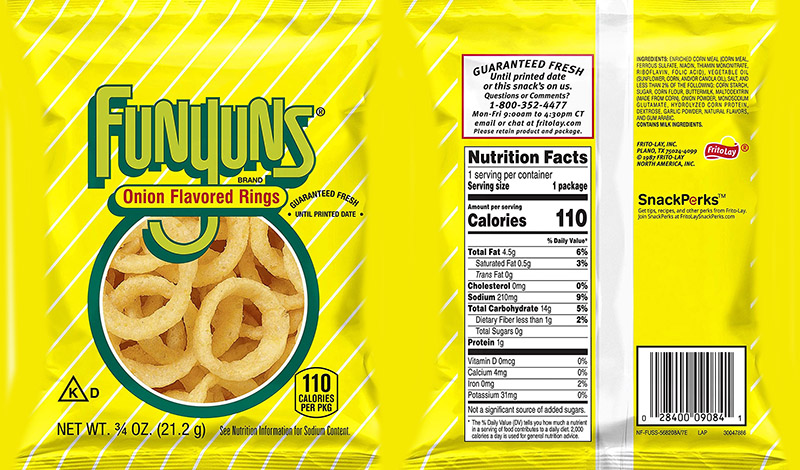 FUNYUNS®
BRAND
Onion Flavored Rings
GUARANTEED FRESH
• UNTIL PRINTED DATE •
K D
110
CALORIES
PER PKG
NET WT. ¾ OZ. (21.2 g)
See Nutrition Information for Sodium Content.
GUARANTEED FRESH
Until printed date
or this snack's on us.
Questions or Comments?
1-800-352-4477
Mon-Fri 9:00am to 4:30pm CT
email or chat at fritolay.com
Please retain product and package.
Nutrition Facts
1 serving per container
Serving size 1 package
Amount per serving
Calories 110
% Daily Value*
Total Fat 4.5g 6%
Saturated Fat 0.5g 3%
Trans Fat 0g
Cholesterol 0mg 0%
Sodium 210mg 9%
Total Carbohydrate 14g 5%
Dietary Fiber less than 1g 2%
Total Sugars 0g
Protein 1g
Vitamin D 0mcg 0%
Calcium 4mg 0%
Iron 0mg 2%
Potassium 31mg 0%
Not a significant source of added sugars.
* The % Daily Value (DV) tells you how much a nutrient
in a serving of food contributes to a daily diet. 2,000
calories a day is used for general nutrition advice.
INGREDIENTS: ENRICHED CORN MEAL (CORN MEAL,
FERROUS SULFATE, NIACIN, THIAMIN MONONITRATE,
RIBOFLAVIN, FOLIC ACID), VEGETABLE OIL
(SUNFLOWER, CORN, AND/OR CANOLA OIL), SALT, AND
LESS THAN 2% OF THE FOLLOWING: CORN STARCH,
SUGAR, CORN FLOUR, BUTTERMILK, MALTODEXTRIN
(MADE FROM CORN), ONION POWDER, MONOSODIUM
GLUTAMATE, HYDROLYZED CORN PROTEIN,
DEXTROSE, GARLIC POWDER, NATURAL FLAVORS,
AND GUM ARABIC.
CONTAINS MILK INGREDIENTS.
FRITO-LAY, INC.
PLANO, TX 75024-4099
© 1987 FRITO-LAY
NORTH AMERICA, INC.
FritoLay®
SnackPerks™
Get tips, recipes, and other perks from Frito-Lay.
Join SnackPerks at FritoLaySnackPerks.com
0 28400 09084 1
NF-FUSS-568208A/7E LAP 30047886